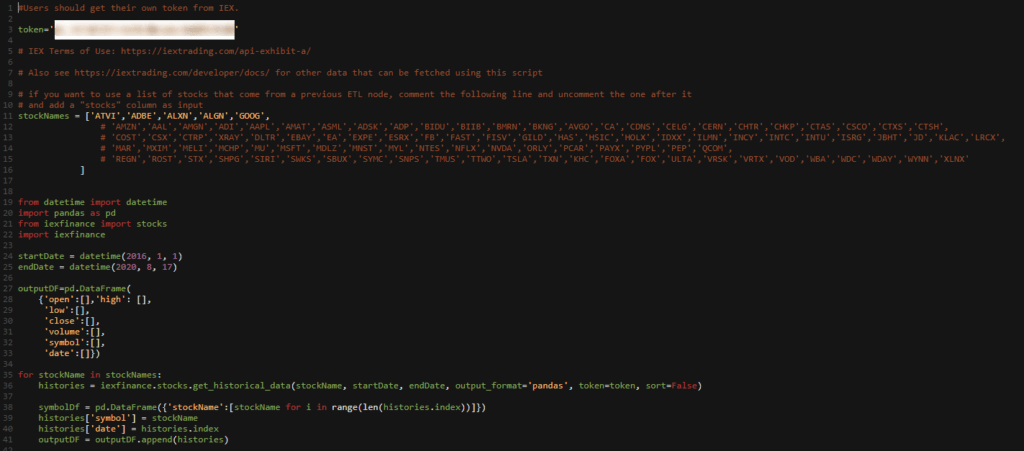 1 #Users should get their own token from IEX.
2
3 token=' '
4
5 # IEX Terms of Use: https://iextrading.com/api-exhibit-a/
6
7 # Also see https://iextrading.com/developer/docs/ for other data that can be fetched using this script
8
9 # if you want to use a list of stocks that come from a previous ETL node, comment the following line and uncomment the one after it
10 # and add a "stocks" column as input
11 stockNames = ['ATVI','ADBE','ALXN','ALGN','GOOG',
12 # 'AMZN','AAL','AMGN','ADI','AAPL','AMAT','ASML','ADSK','ADP','BIDU','BIIB','BMRN','BKNG','AVGO','CA','CDNS','CELG','CERN','CHTR','CHKP','CTAS','CSCO','CTXS','CTSH',
13 # 'COST','CSX','CTRP','XRAY','DLTR','EBAY','EA','EXPE','ESRX','FB','FAST','FISV','GILD','HAS','HSIC','HOLX','IDXX','ILMN','INCY','INTC','INTU','ISRG','JBHT','JD','KLAC','LRCX',
14 # 'MAR','MXIM','MELI','MCHP','MU','MSFT','MDLZ','MNST','MYL','NTES','NFLX','NVDA','ORLY','PCAR','PAYX','PYPL','PEP','QCOM',
15 # 'REGN','ROST','STX','SHPG','SIRI','SWKS','SBUX','SYMC','SNPS','TMUS','TTWO','TSLA','TXN','KHC','FOXA','FOX','ULTA','VRSK','VRTX','VOD','WBA','WDC','WDAY','WYNN','XLNX'
16 ]
17
18
19 from datetime import datetime
20 import pandas as pd
21 from iexfinance import stocks
22 import iexfinance
23
24 startDate = datetime(2016, 1, 1)
25 endDate = datetime(2020, 8, 17)
26
27 outputDF=pd.DataFrame(
28 {'open':[],'high': [],
29 'low':[],
30 'close':[],
31 'volume':[],
32 'symbol':[],
33 'date':[]})
34
35 for stockName in stockNames:
36 histories = iexfinance.stocks.get_historical_data(stockName, startDate, endDate, output_format='pandas', token=token, sort=False)
37
38 symbolDf = pd.DataFrame({'stockName':[stockName for i in range(len(histories.index))]})
39 histories['symbol'] = stockName
40 histories['date'] = histories.index
41 outputDF = outputDF.append(histories)